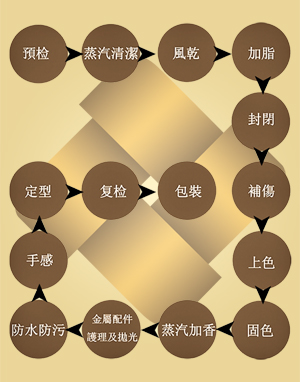 预检
蒸汽清潔
風乾
加脂
封閉
補傷
上色
固色
蒸汽加香
金屬配件
護理及拋光
防水防污
手感
定型
复检
包裝